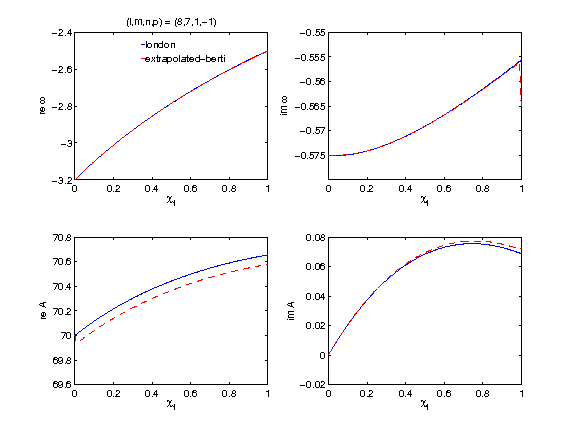 (l,m,n,p) = (8,7,1,−1)
london
extrapolated−berti
re ω
−2.4
−2.6
−2.8
−3
−3.2
0 0.2 0.4 0.6 0.8 1
χf
im ω
−0.55
−0.555
−0.56
−0.565
−0.57
−0.575
0 0.2 0.4 0.6 0.8 1
χf
re A
70.8
70.6
70.4
70.2
70
69.8
69.6
0 0.2 0.4 0.6 0.8 1
χf
im A
0.08
0.06
0.04
0.02
0
−0.02
0 0.2 0.4 0.6 0.8 1
χf